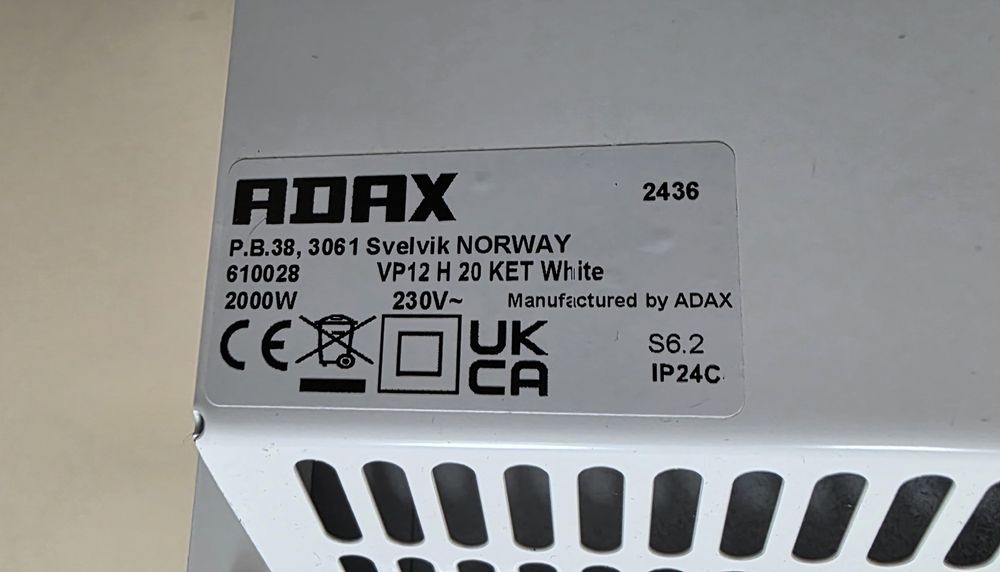 ADAX
2436
P.B.38, 3061 Svelvik NORWAY
610028 VP12 H 20 KET White
2000W 230V~ Manufactured by ADAX
CE UK
CA
S6.2
IP24C